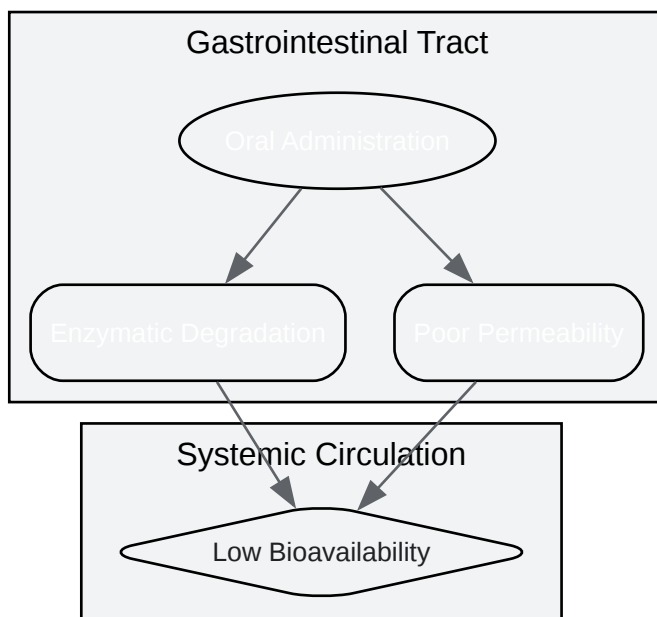 Gastrointestinal Tract
Oral Administration
Enzymatic Degradation
Poor Permeability
Systemic Circulation
Low Bioavailability